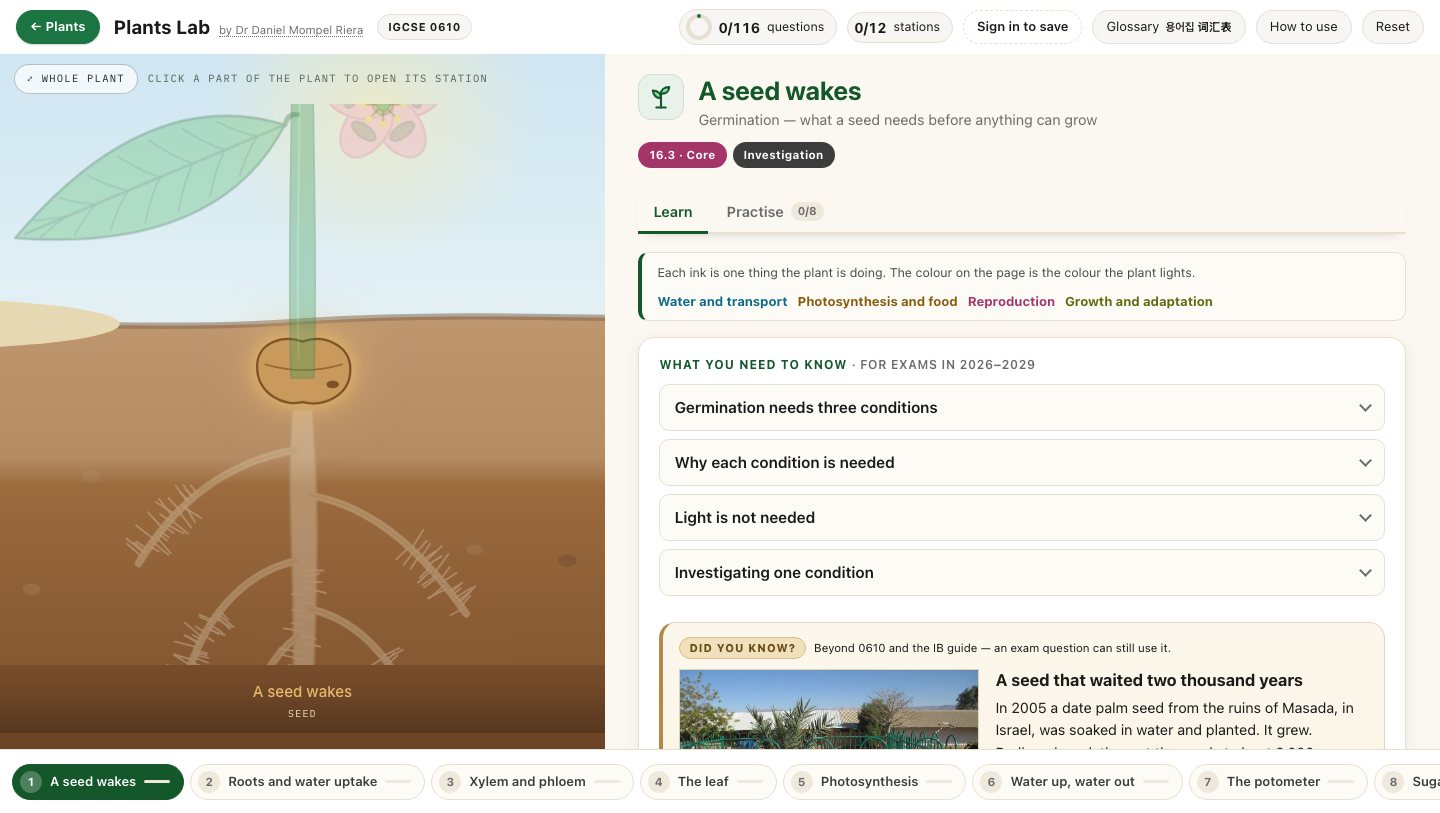 ← Plants
Plants Lab
by Dr Daniel Mompel Riera
IGCSE 0610
0/116 questions
0/12 stations
Sign in to save
Glossary 용어집 词汇表
How to use
Reset
WHOLE PLANT
CLICK A PART OF THE PLANT TO OPEN ITS STATION
A seed wakes
SEED
A seed wakes
Germination — what a seed needs before anything can grow
16.3 · Core
Investigation
Learn
Practise 0/8
Each ink is one thing the plant is doing. The colour on the page is the colour the plant lights.
Water and transport Photosynthesis and food Reproduction Growth and adaptation
WHAT YOU NEED TO KNOW · FOR EXAMS IN 2026–2029
Germination needs three conditions
Why each condition is needed
Light is not needed
Investigating one condition
DID YOU KNOW? Beyond 0610 and the IB guide — an exam question can still use it.
A seed that waited two thousand years
In 2005 a date palm seed from the ruins of Masada, in
Israel, was soaked in water and planted. It grew.
1 A seed wakes
2 Roots and water uptake
3 Xylem and phloem
4 The leaf
5 Photosynthesis
6 Water up, water out
7 The potometer
8